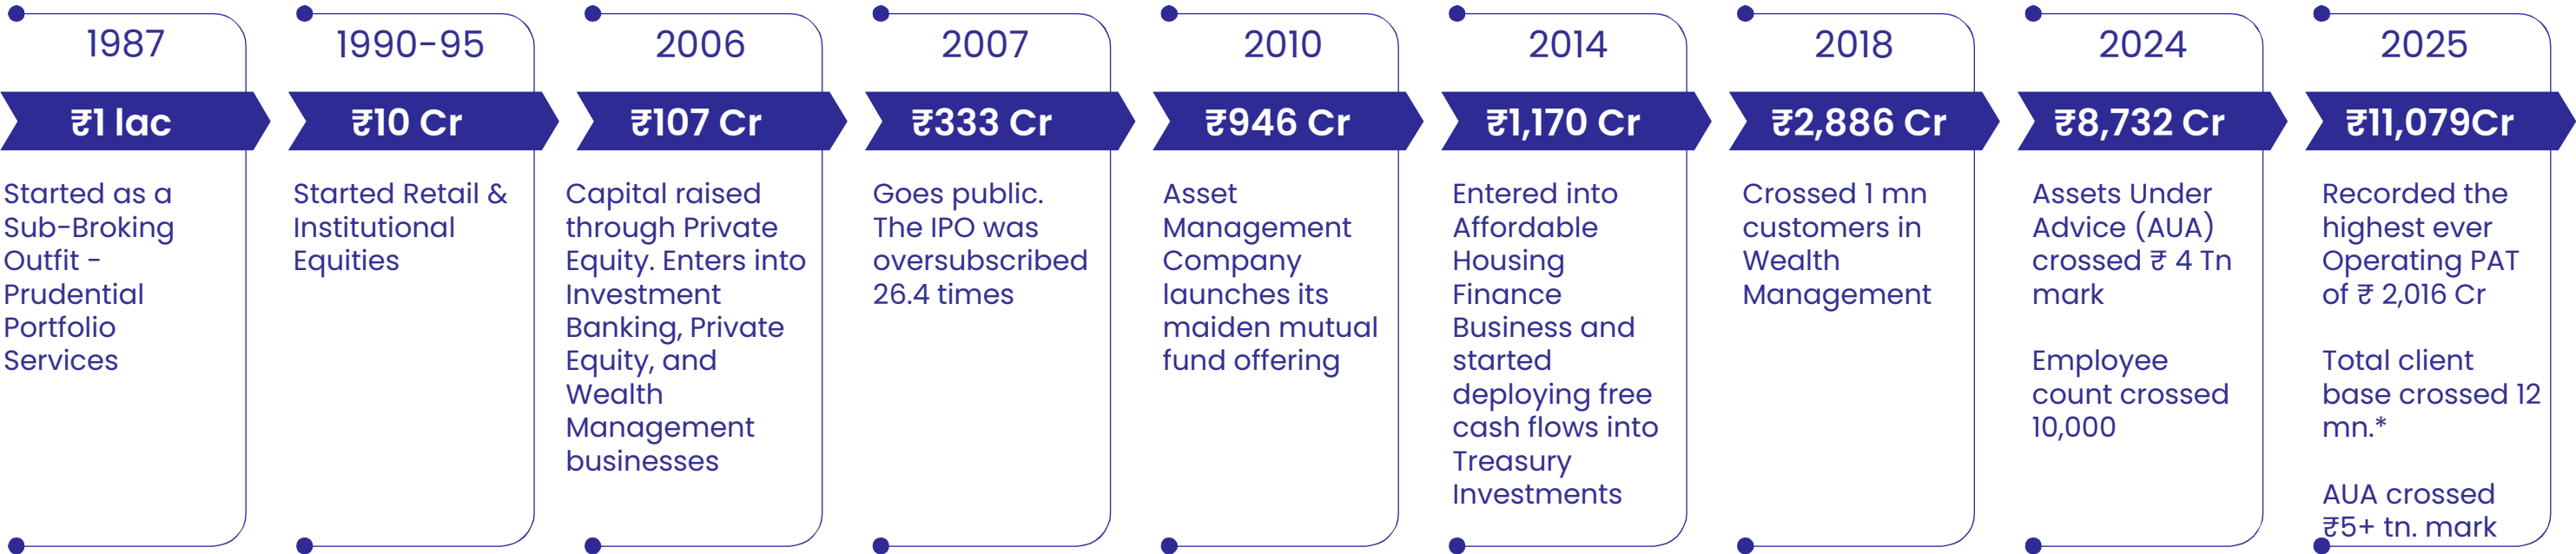 1987
₹1 lac
Started as a
Sub-Broking
Outfit -
Prudential
Portfolio
Services
1990-95
₹10 Cr
Started Retail &
Institutional
Equities
2006
₹107 Cr
Capital raised
through Private
Equity. Enters into
Investment
Banking, Private
Equity, and
Wealth
Management
businesses
2007
₹333 Cr
Goes public.
The IPO was
oversubscribed
26.4 times
2010
₹946 Cr
Asset
Management
Company
launches its
maiden mutual
fund offering
2014
₹1,170 Cr
Entered into
Affordable
Housing
Finance
Business and
started
deploying free
cash flows into
Treasury
Investments
2018
₹2,886 Cr
Crossed 1 mn
customers in
Wealth
Management
2024
₹8,732 Cr
Assets Under
Advice (AUA)
crossed ₹ 4 Tn
mark
Employee
count crossed
10,000
2025
₹11,079Cr
Recorded the
highest ever
Operating PAT
of ₹ 2,016 Cr
Total client
base crossed 12
mn.*
AUA crossed
₹5+ tn. mark